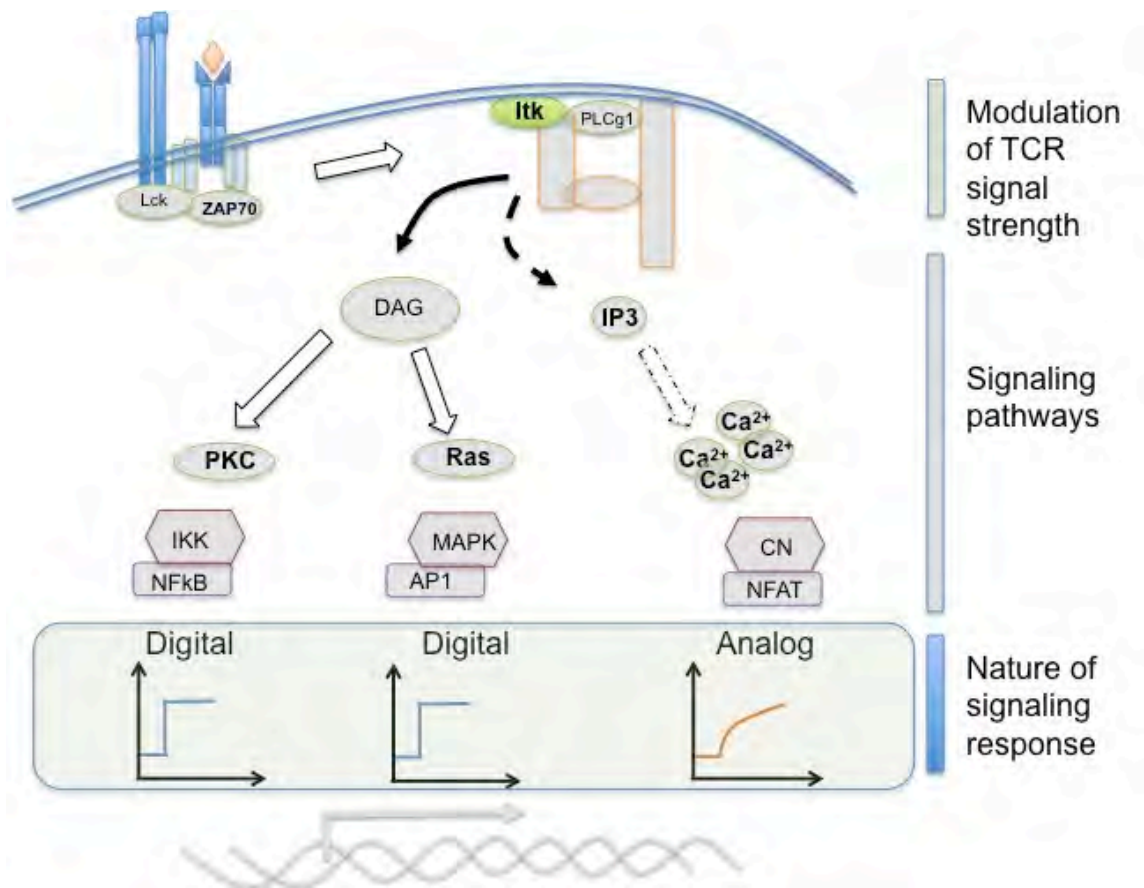 Itk
PLCg1
Modulation
of TCR
signal
strength
Lck
ZAP70
DAG
IP3
Signaling
pathways
Ca²⁺
Ca²⁺
Ca²⁺
Ca²⁺
PKC
Ras
IKK
NFkB
MAPK
AP1
CN
NFAT
Digital
Digital
Analog
Nature of
signaling
response